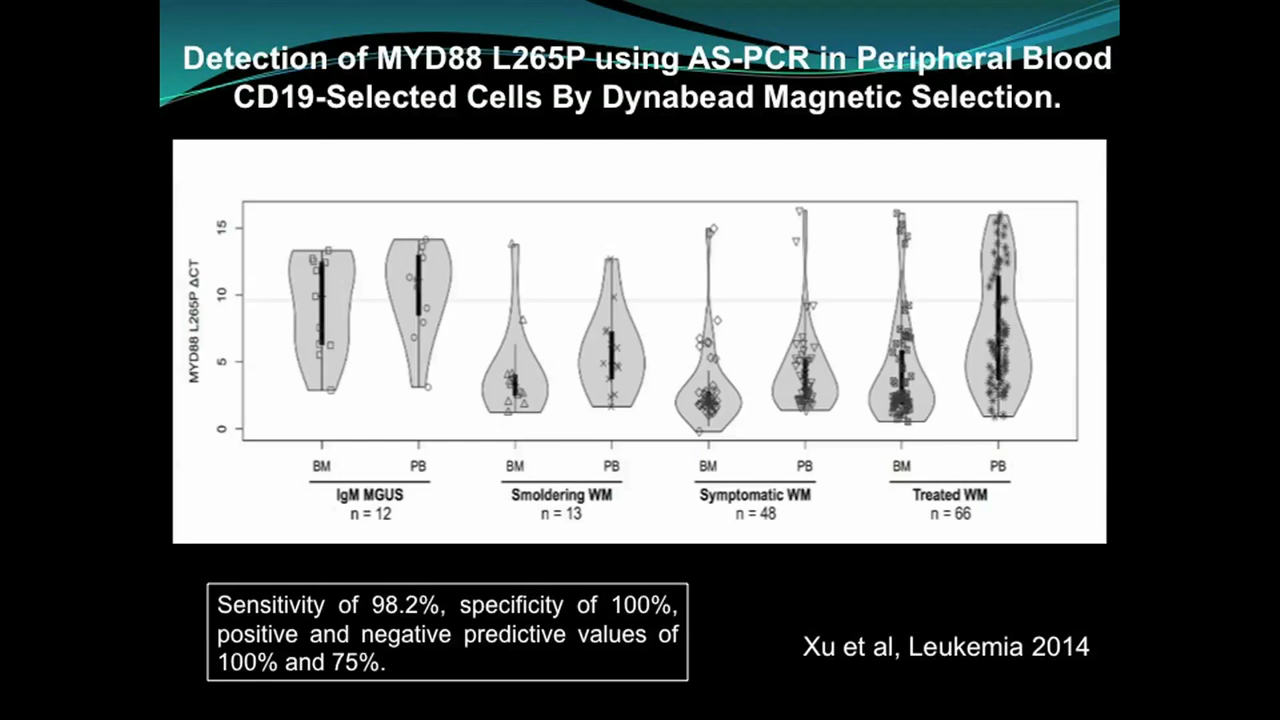 Detection of MYD88 L265P using AS-PCR in Peripheral Blood
CD19-Selected Cells By Dynabead Magnetic Selection.
MYD88 L265P ΔCT
15
10
5
0
BM PB BM PB BM PB BM PB
IgM MGUS Smoldering WM Symptomatic WM Treated WM
n = 12 n = 13 n = 48 n = 66
Sensitivity of 98.2%, specificity of 100%,
positive and negative predictive values of
100% and 75%.
Xu et al, Leukemia 2014